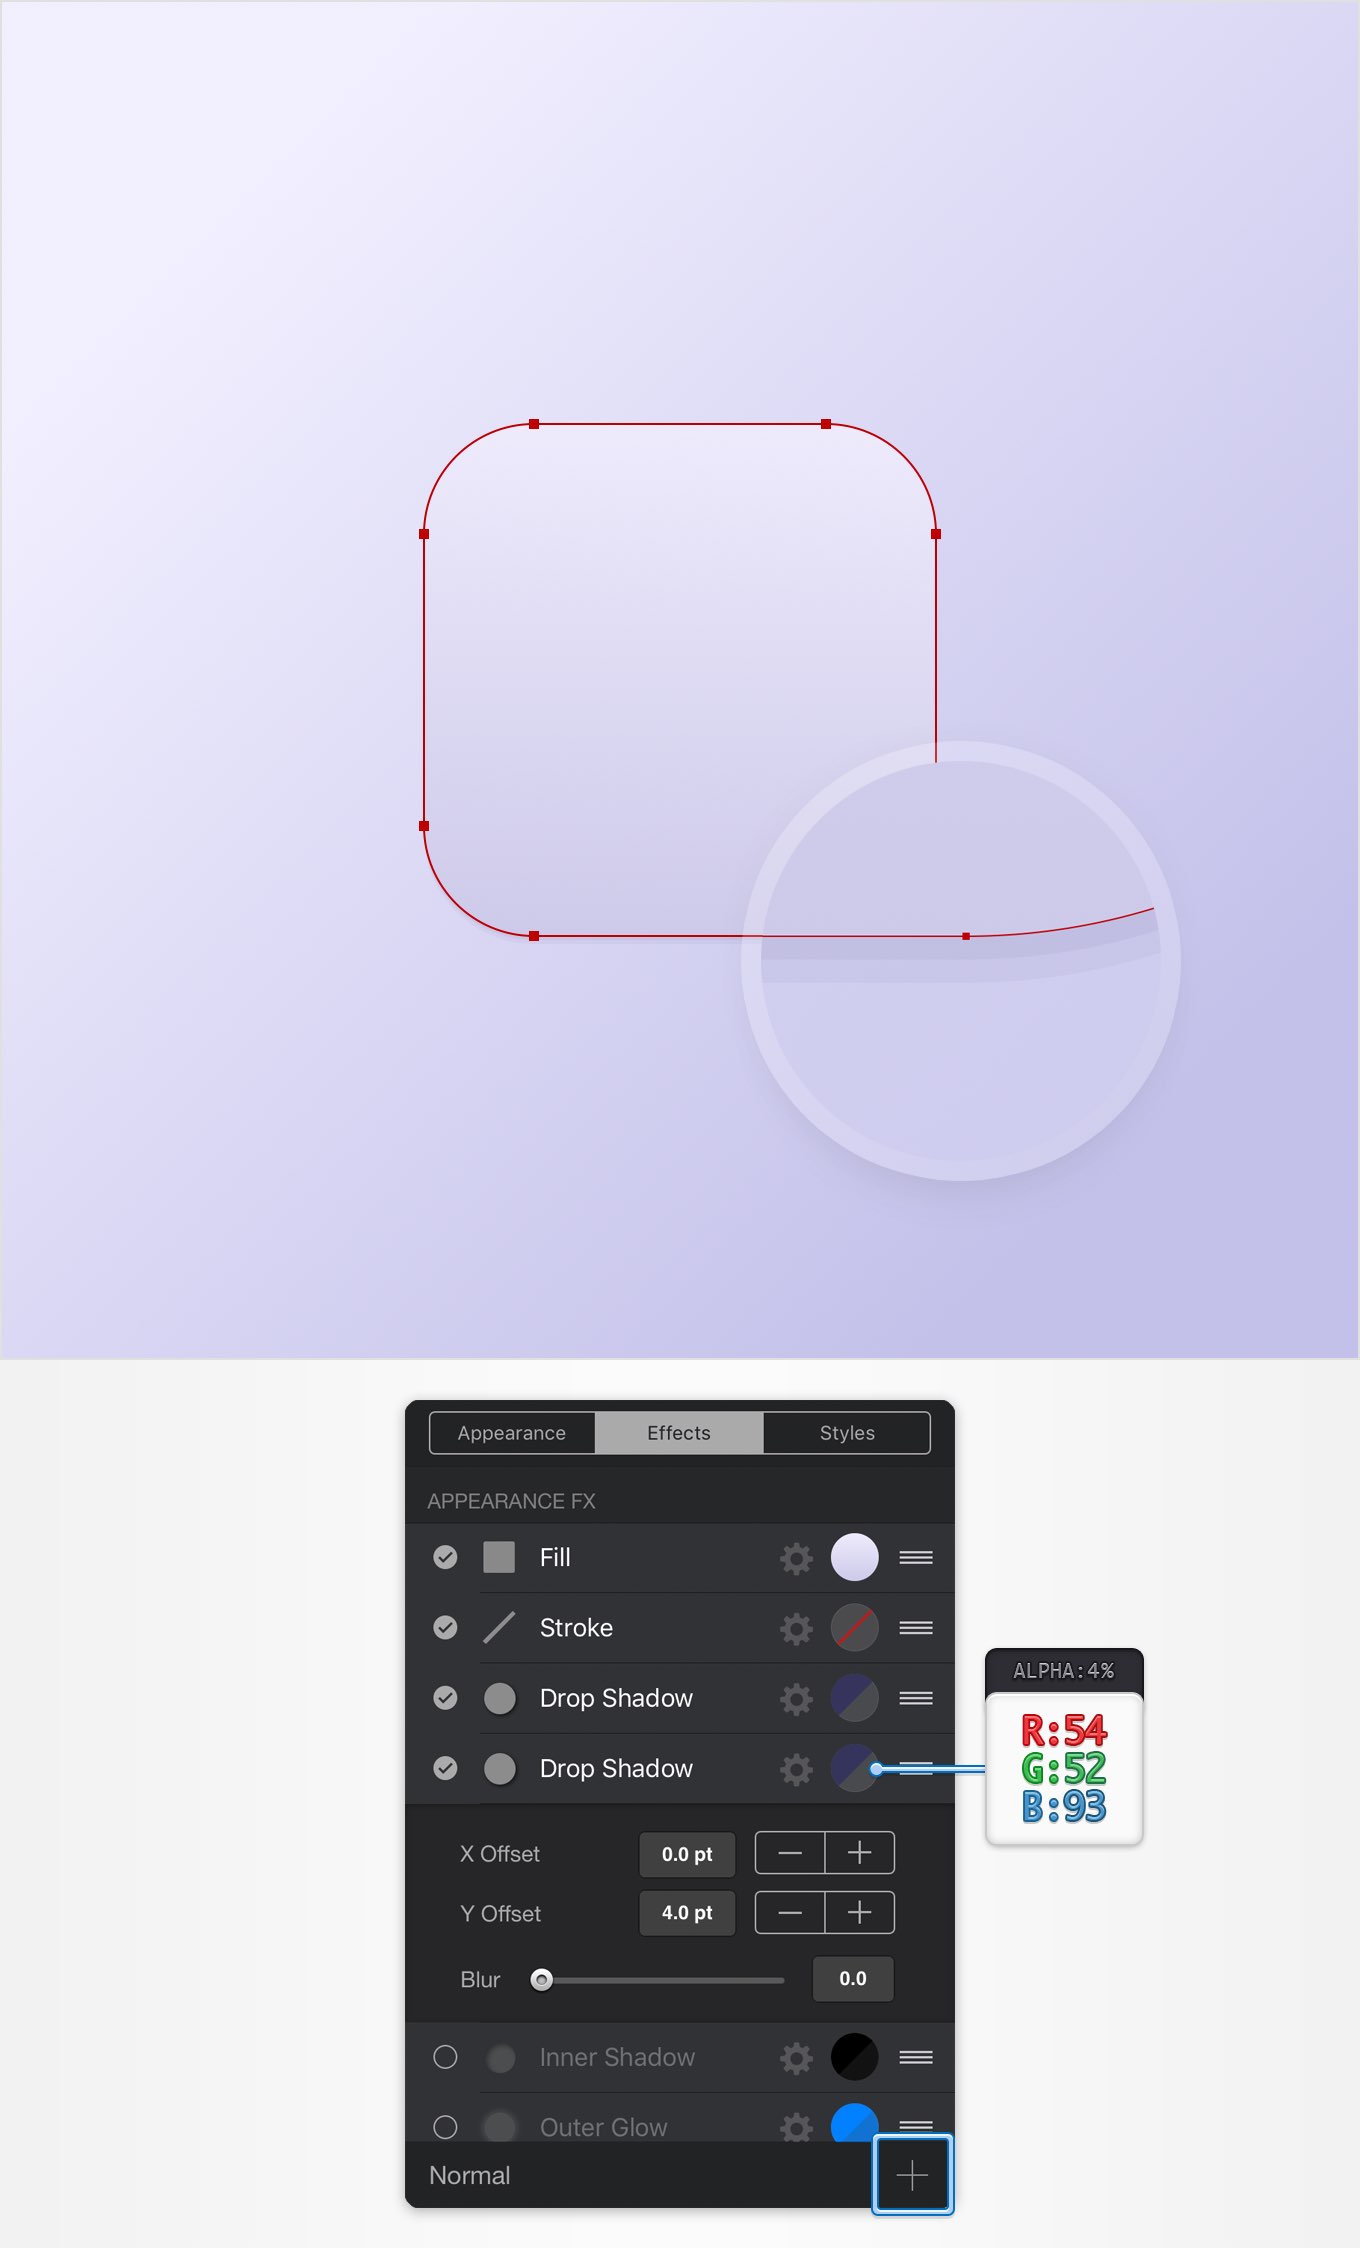 Appearance Effects Styles
APPEARANCE FX
Fill
Stroke
Drop Shadow
Drop Shadow
ALPHA:4%
R:54
G:52
B:93
X Offset 0.0 pt
Y Offset 4.0 pt
Blur 0.0
Inner Shadow
Outer Glow
Normal